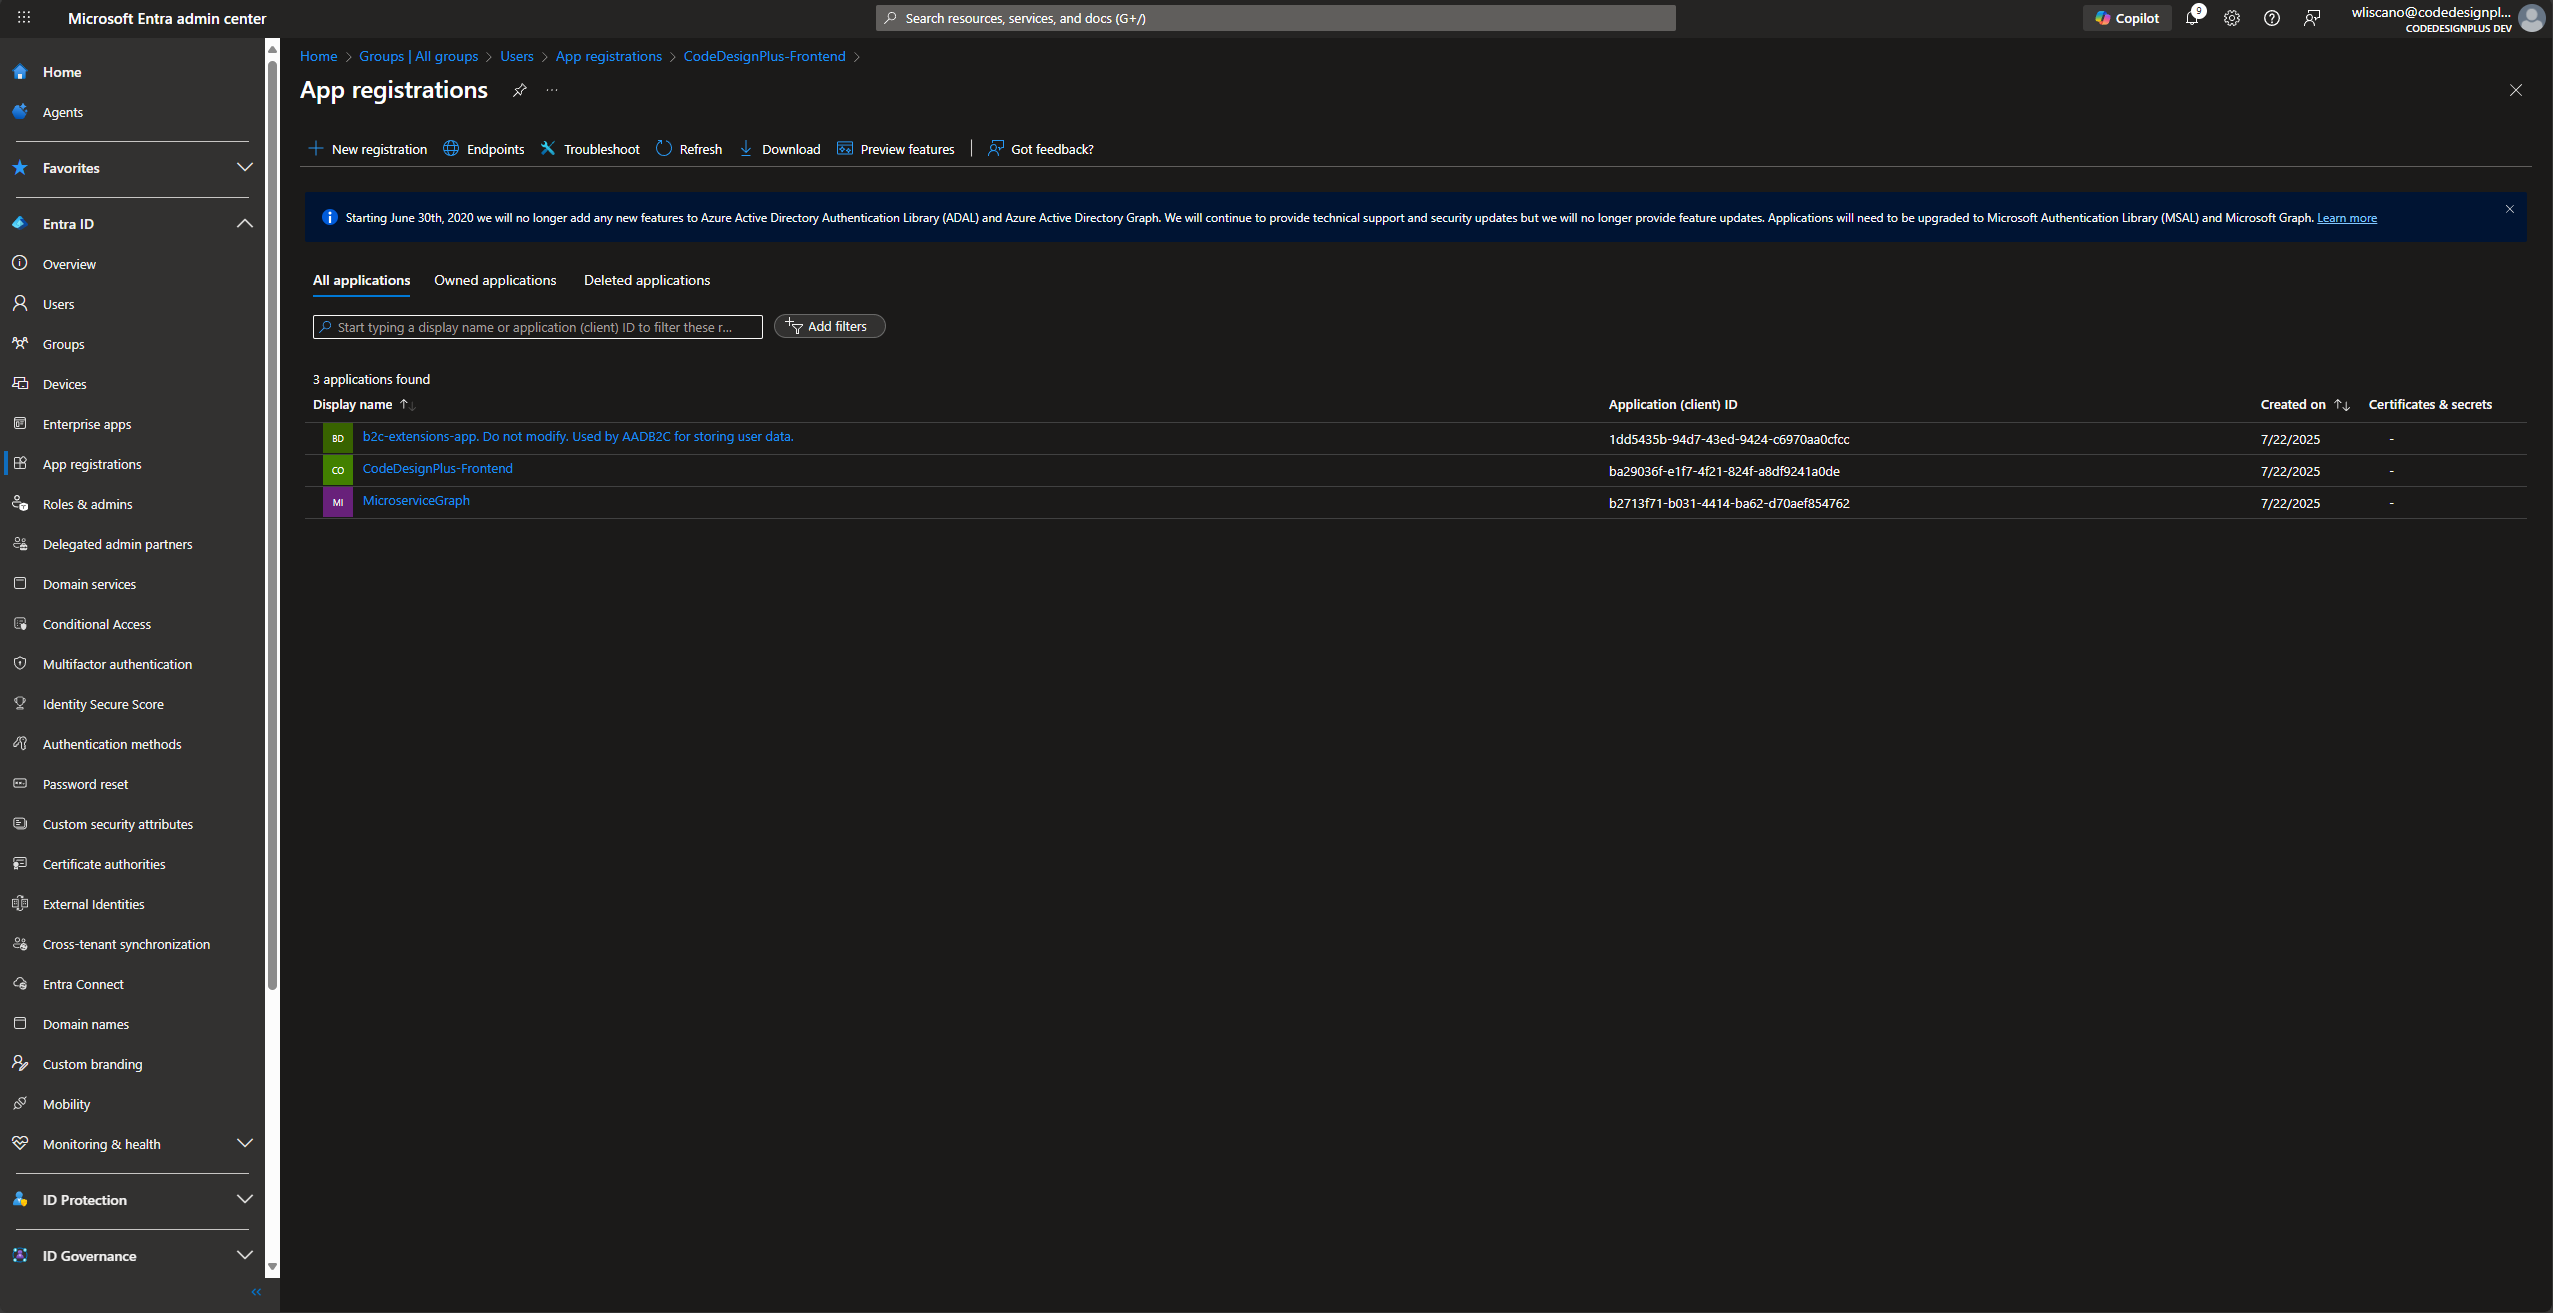 Microsoft Entra admin center
Search resources, services, and docs (G+/)
Copilot
9
wliscano@codedesignpl...
CODEDESIGNPLUS DEV
Home
Agents
Favorites
Entra ID
Overview
Users
Groups
Devices
Enterprise apps
App registrations
Roles & admins
Delegated admin partners
Domain services
Conditional Access
Multifactor authentication
Identity Secure Score
Authentication methods
Password reset
Custom security attributes
Certificate authorities
External Identities
Cross-tenant synchronization
Entra Connect
Domain names
Custom branding
Mobility
Monitoring & health
ID Protection
ID Governance
Home > Groups | All groups > Users > App registrations > CodeDesignPlus-Frontend >
App registrations
New registration Endpoints Troubleshoot Refresh Download Preview features | Got feedback?
Starting June 30th, 2020 we will no longer add any new features to Azure Active Directory Authentication Library (ADAL) and Azure Active Directory Graph. We will continue to provide technical support and security updates but we will no longer provide feature updates. Applications will need to be upgraded to Microsoft Authentication Library (MSAL) and Microsoft Graph. Learn more
All applications Owned applications Deleted applications
Start typing a display name or application (client) ID to filter these r...
Add filters
3 applications found
Display name Application (client) ID Created on Certificates & secrets
BD b2c-extensions-app. Do not modify. Used by AADB2C for storing user data. 1dd5435b-94d7-43ed-9424-c6970aa0cfcc 7/22/2025 -
CO CodeDesignPlus-Frontend ba29036f-e1f7-4f21-824f-a8df9241a0de 7/22/2025 -
MI MicroserviceGraph b2713f71-b031-4414-ba62-d70aef854762 7/22/2025 -